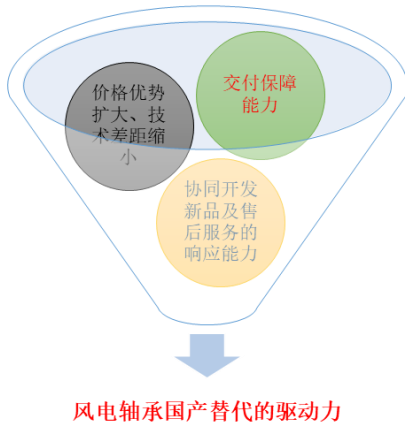 价格优势
扩大、技
术差距缩
小
交付保障
能力
协同开发
新品及售
后服务的
响应能力
风电轴承国产替代的驱动力